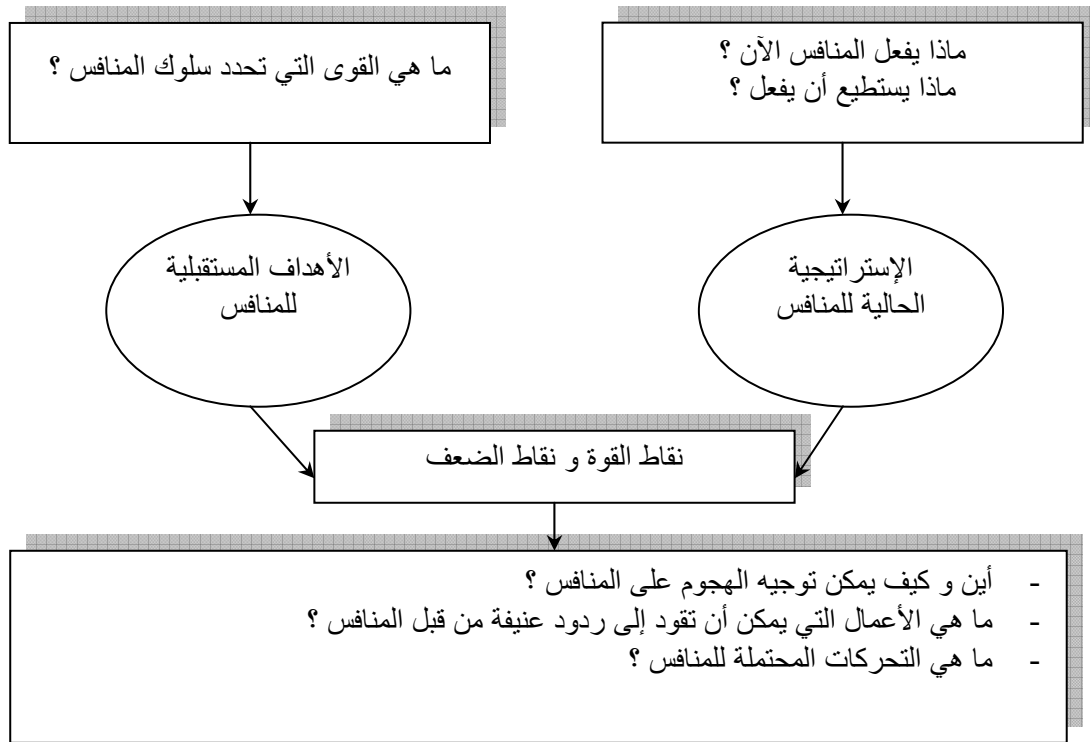 ماذا يفعل المنافس الآن ؟
ماذا يستطيع أن يفعل ؟
ما هي القوى التي تحدد سلوك المنافس ؟
الإستراتيجية
الحالية للمنافس
الأهداف المستقبلية
للمنافس
نقاط القوة و نقاط الضعف
- أين و كيف يمكن توجيه الهجوم على المنافس ؟
- ما هي الأعمال التي يمكن أن تقود إلى ردود عنيفة من قبل المنافس ؟
- ما هي التحركات المحتملة للمنافس ؟